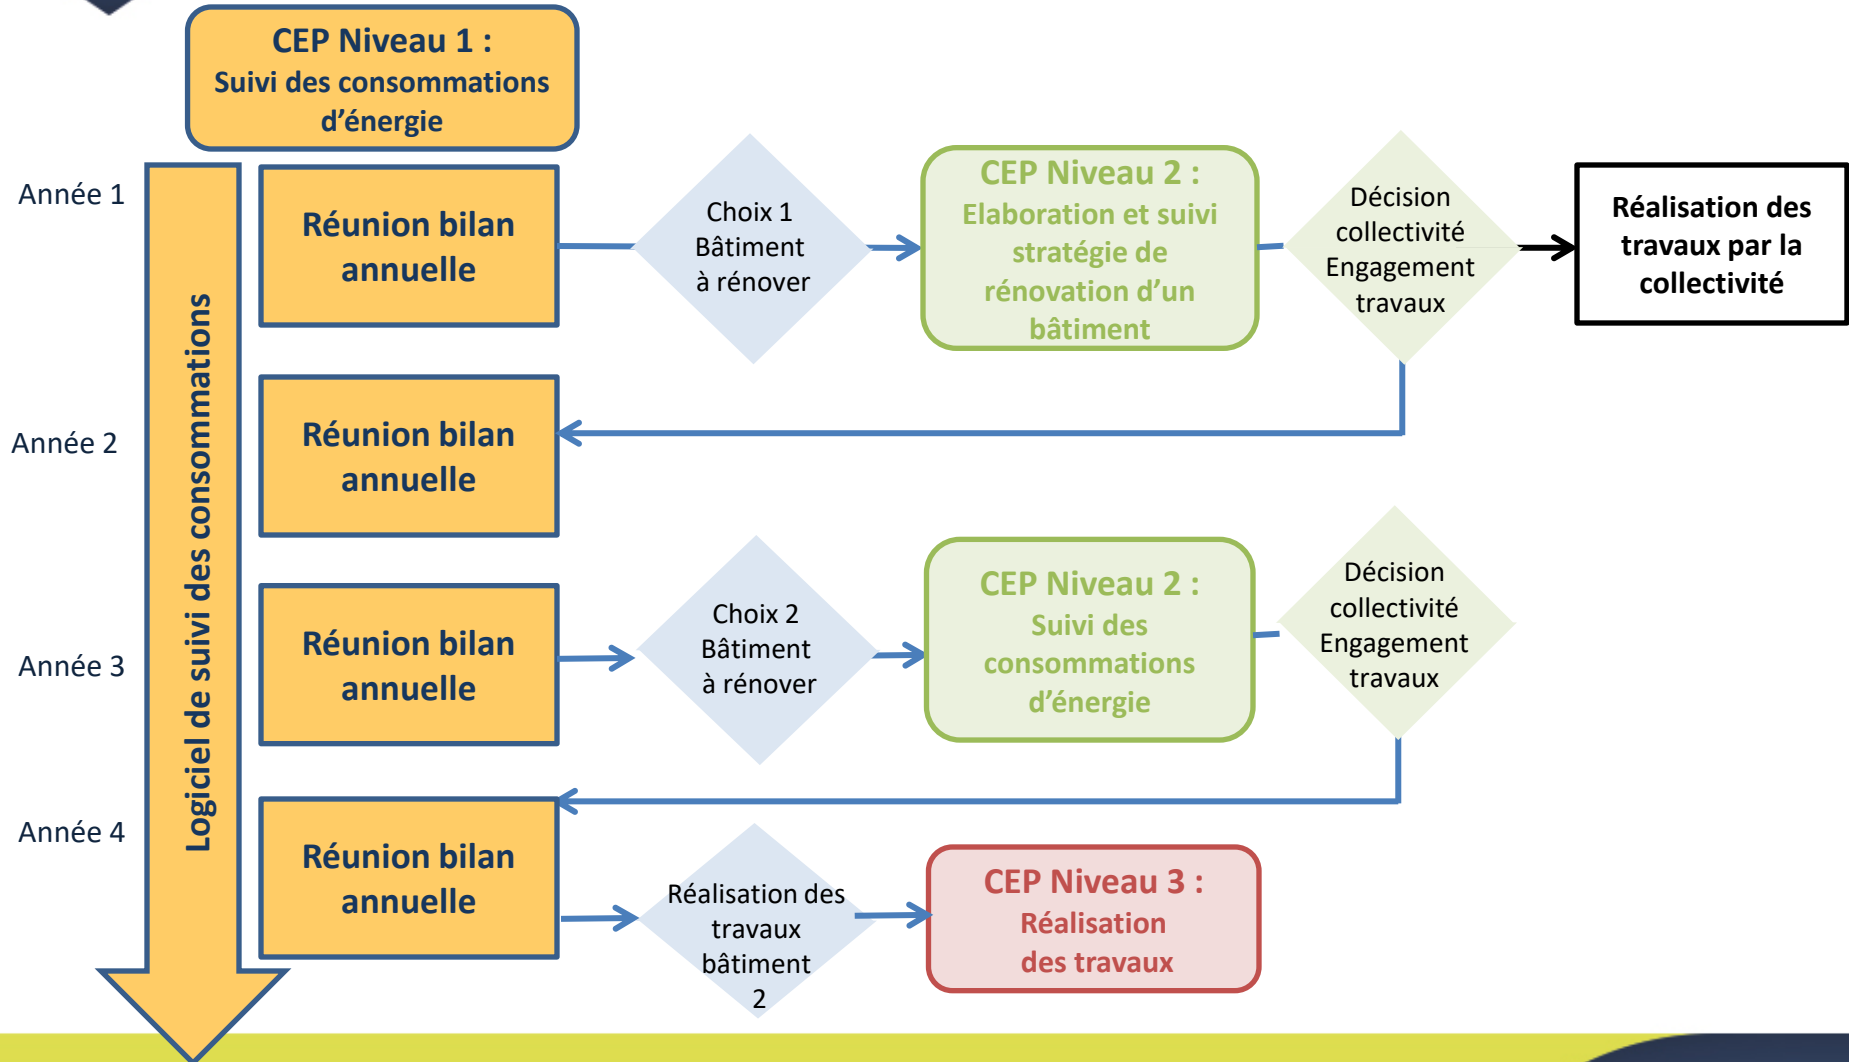 CEP Niveau 1 :
Suivi des consommations
d'énergie
Année 1
Réunion bilan
annuelle
Choix 1
Bâtiment
à rénover
CEP Niveau 2 :
Elaboration et suivi
stratégie de
rénovation d'un
bâtiment
Décision
collectivité
Engagement
travaux
Réalisation des
travaux par la
collectivité
Logiciel de suivi des consommations
Année 2
Réunion bilan
annuelle
Année 3
Réunion bilan
annuelle
Choix 2
Bâtiment
à rénover
CEP Niveau 2 :
Suivi des
consommations
d'énergie
Décision
collectivité
Engagement
travaux
Année 4
Réunion bilan
annuelle
Réalisation des
travaux
bâtiment
2
CEP Niveau 3 :
Réalisation
des travaux